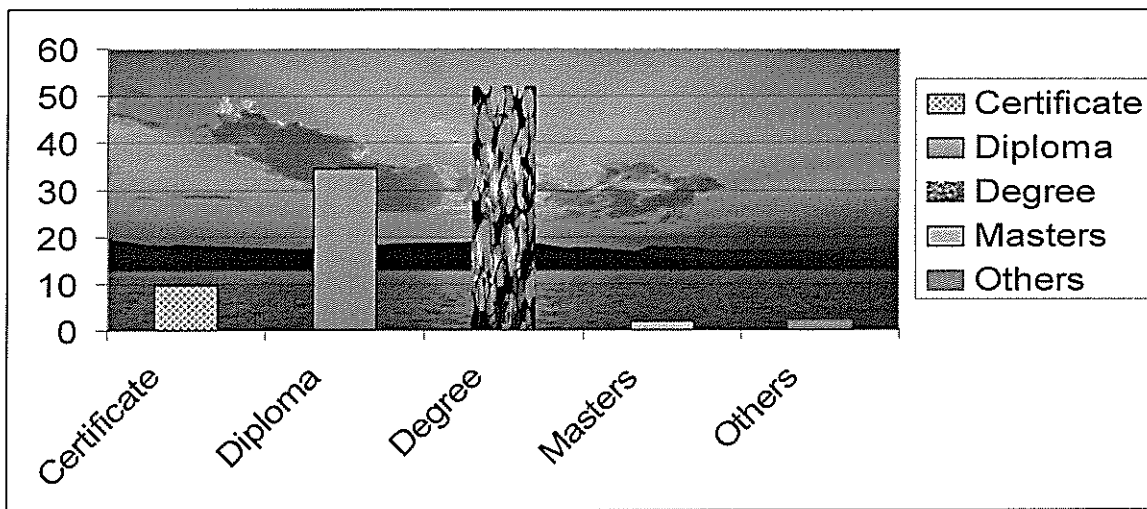 60
50
40
30
20
10
0
Certificate
Diploma
Degree
Masters
Others
Certificate
Diploma
Degree
Masters
Others